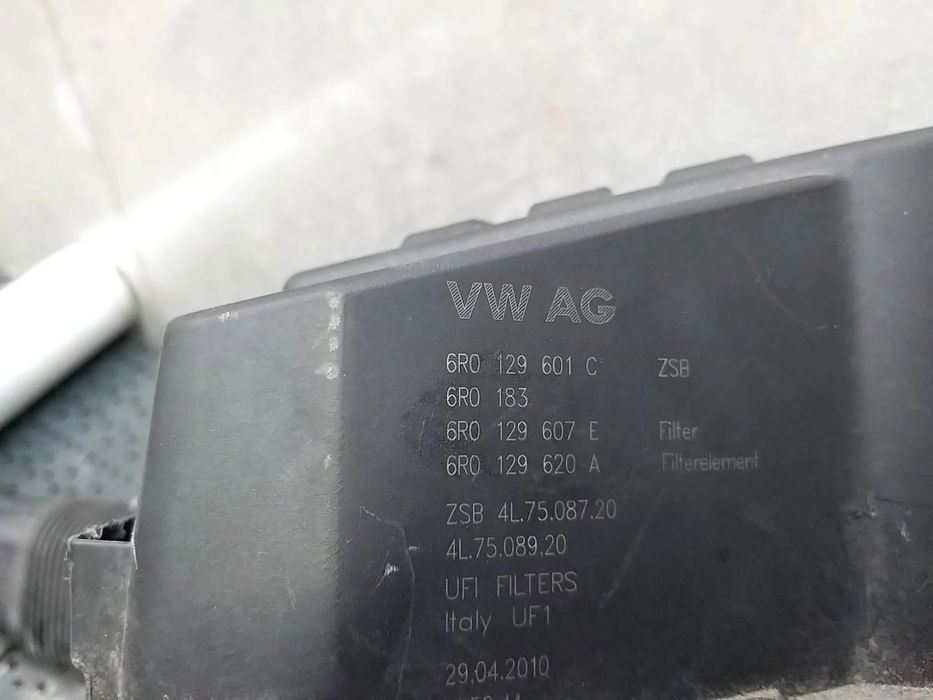 VW AG
6R0 129 601 C ZSB
6R0 183
6R0 129 607 E Filter
6R0 129 620 A Filterelement
ZSB 4L.75.087.20
4L.75.089.20
UFI FILTERS
Italy UF1
29.04.2010